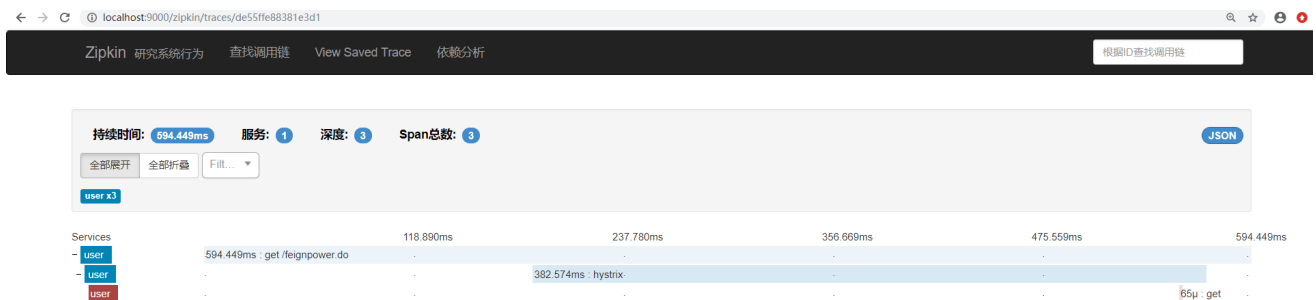 localhost:9000/zipkin/traces/de55ffe88381e3d1
Zipkin 研究系统行为 查找调用链 View Saved Trace 依赖分析 根据ID查找调用链
持续时间: 594.449ms 服务: 1 深度: 3 Span总数: 3 JSON
全部展开 全部折叠 Filt...
user x3
Services 118.890ms 237.780ms 356.669ms 475.559ms 594.449ms
- user 594.449ms : get /feignpower.do
- user 382.574ms : hystrix
user 65μ : get